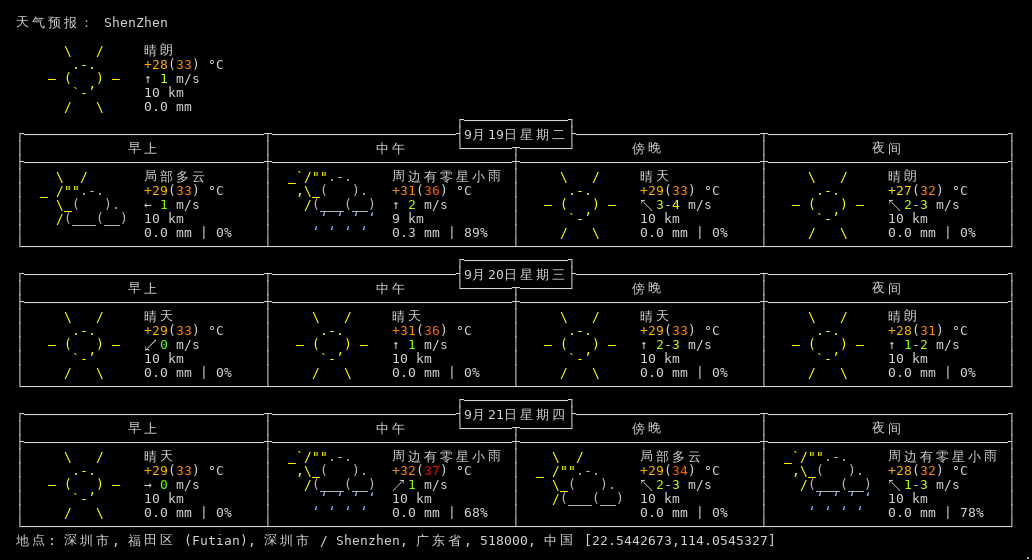 天气预报： ShenZhen
晴朗
+28(33) °C
↑ 1 m/s
10 km
0.0 mm
9月19日星期二
早上 中午 傍晚 夜间
局部多云 周边有零星小雨 晴天 晴朗
+29(33) °C +31(36) °C +29(33) °C +27(32) °C
← 1 m/s ↑ 2 m/s ↖ 3-4 m/s ↖ 2-3 m/s
10 km 9 km 10 km 10 km
0.0 mm | 0% 0.3 mm | 89% 0.0 mm | 0% 0.0 mm | 0%
9月20日星期三
早上 中午 傍晚 夜间
晴天 晴天 晴天 晴朗
+29(33) °C +31(36) °C +29(33) °C +28(31) °C
↙ 0 m/s ↑ 1 m/s ↑ 2-3 m/s ↑ 1-2 m/s
10 km 10 km 10 km 10 km
0.0 mm | 0% 0.0 mm | 0% 0.0 mm | 0% 0.0 mm | 0%
9月21日星期四
早上 中午 傍晚 夜间
晴天 周边有零星小雨 局部多云 周边有零星小雨
+29(33) °C +32(37) °C +29(34) °C +28(32) °C
→ 0 m/s ↗ 1 m/s ↖ 2-3 m/s ↖ 1-3 m/s
10 km 10 km 10 km 10 km
0.0 mm | 0% 0.0 mm | 68% 0.0 mm | 0% 0.0 mm | 78%
地点: 深圳市, 福田区 (Futian), 深圳市 / Shenzhen, 广东省, 518000, 中国 [22.5442673,114.0545327]